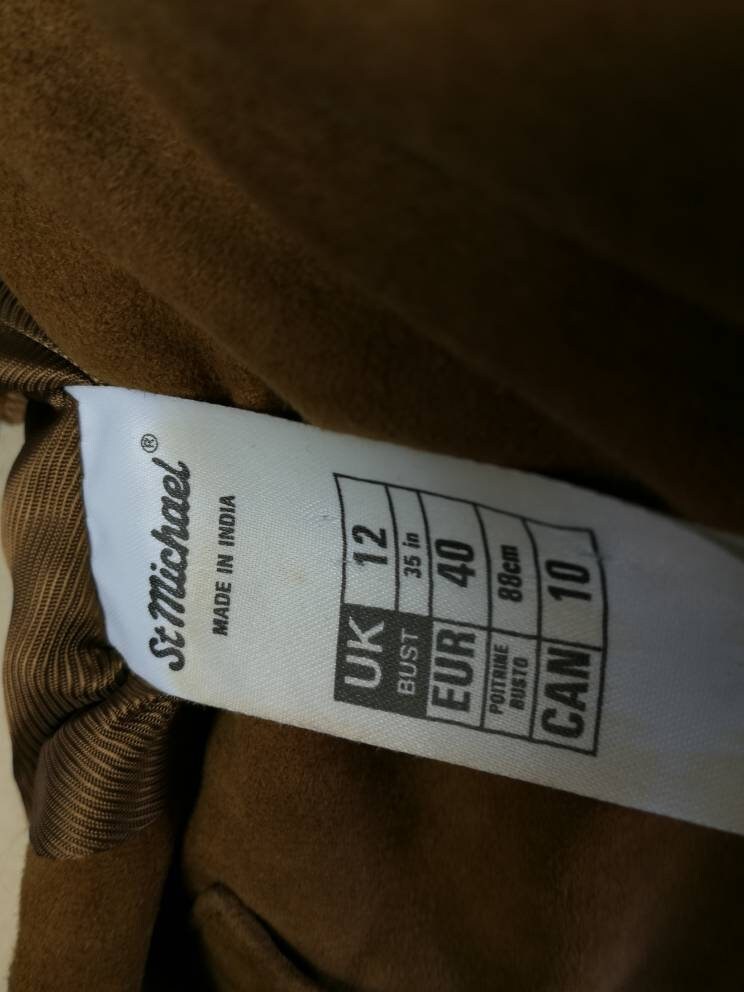 St Michael®
MADE IN INDIA
UK 12
BUST 35 in
EUR 40
POITRINE BUSTO 88cm
CAN 10